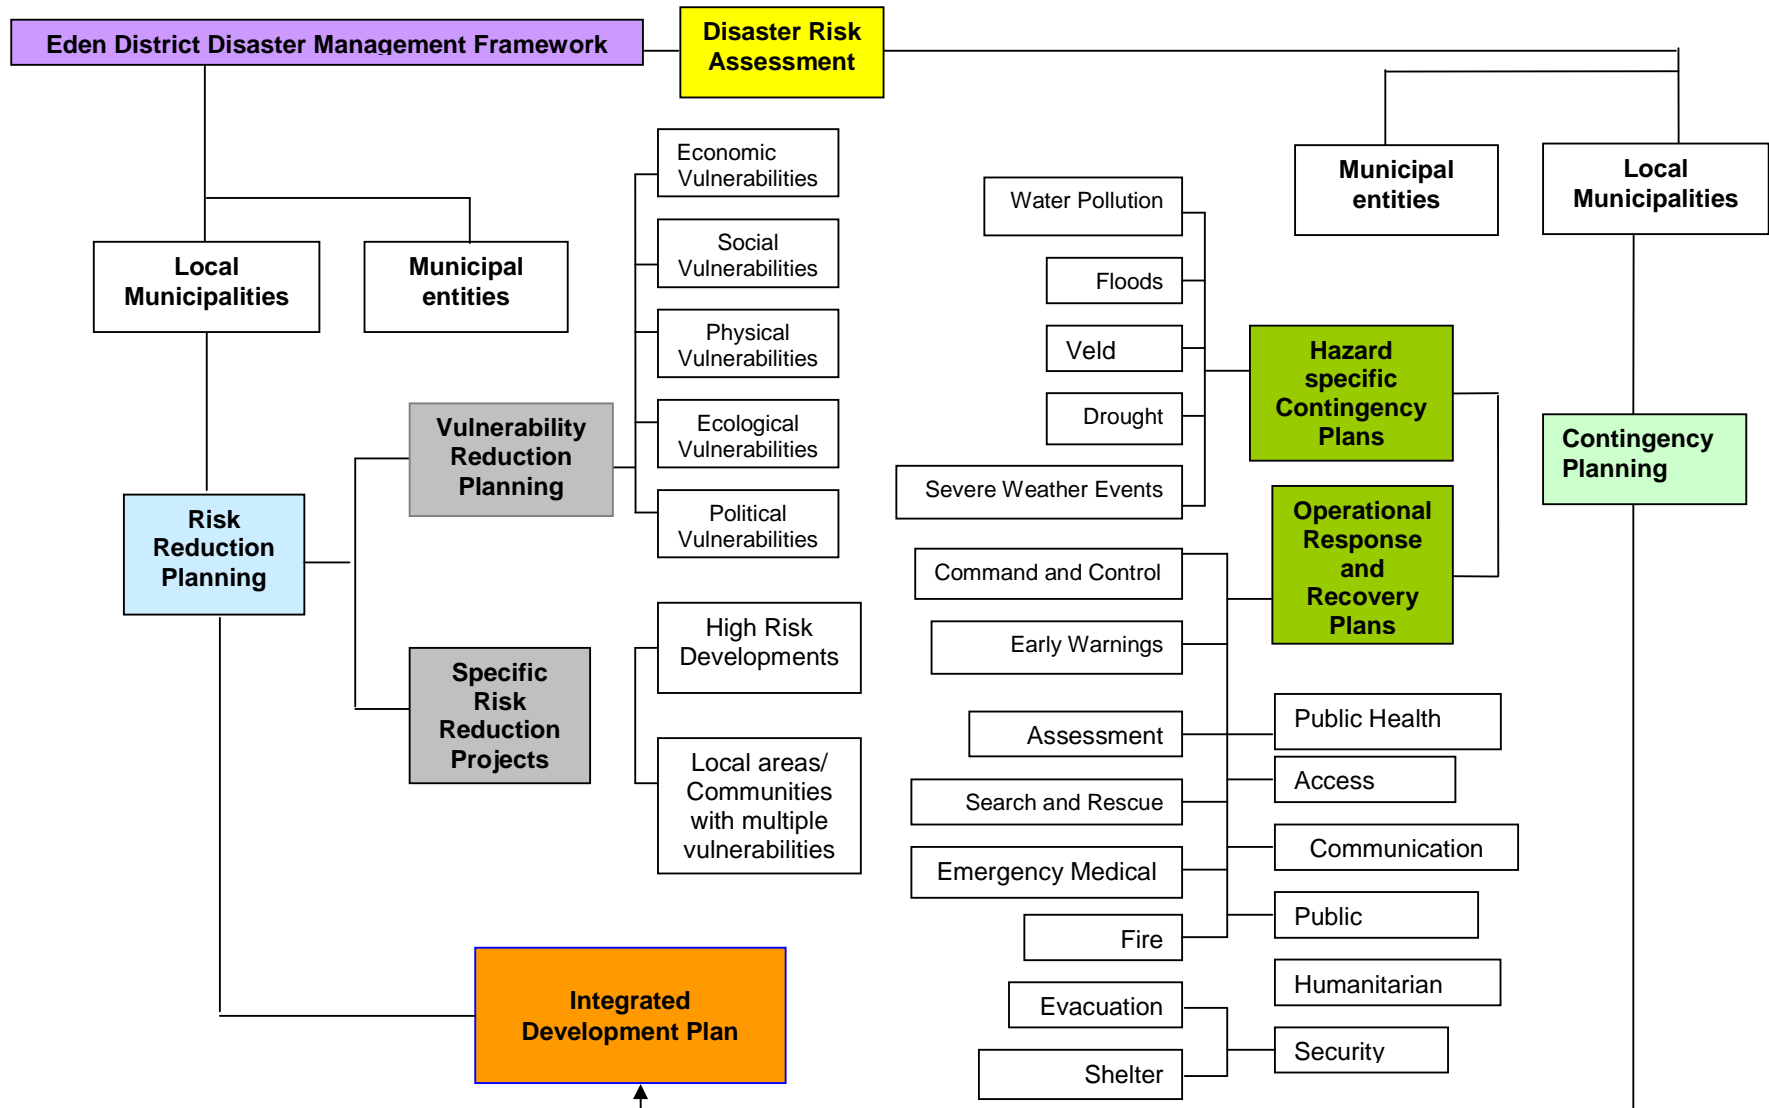 Eden District Disaster Management Framework
Disaster Risk
Assessment
Local
Municipalities
Municipal
entities
Risk
Reduction
Planning
Vulnerability
Reduction
Planning
Specific
Risk
Reduction
Projects
Economic
Vulnerabilities
Social
Vulnerabilities
Physical
Vulnerabilities
Ecological
Vulnerabilities
Political
Vulnerabilities
High Risk
Developments
Local areas/
Communities
with multiple
vulnerabilities
Integrated
Development Plan
Municipal
entities
Local
Municipalities
Contingency
Planning
Hazard
specific
Contingency
Plans
Operational
Response
and
Recovery
Plans
Water Pollution
Floods
Veld
Drought
Severe Weather Events
Command and Control
Early Warnings
Assessment
Search and Rescue
Emergency Medical
Fire
Evacuation
Shelter
Public Health
Access
Communication
Public
Humanitarian
Security